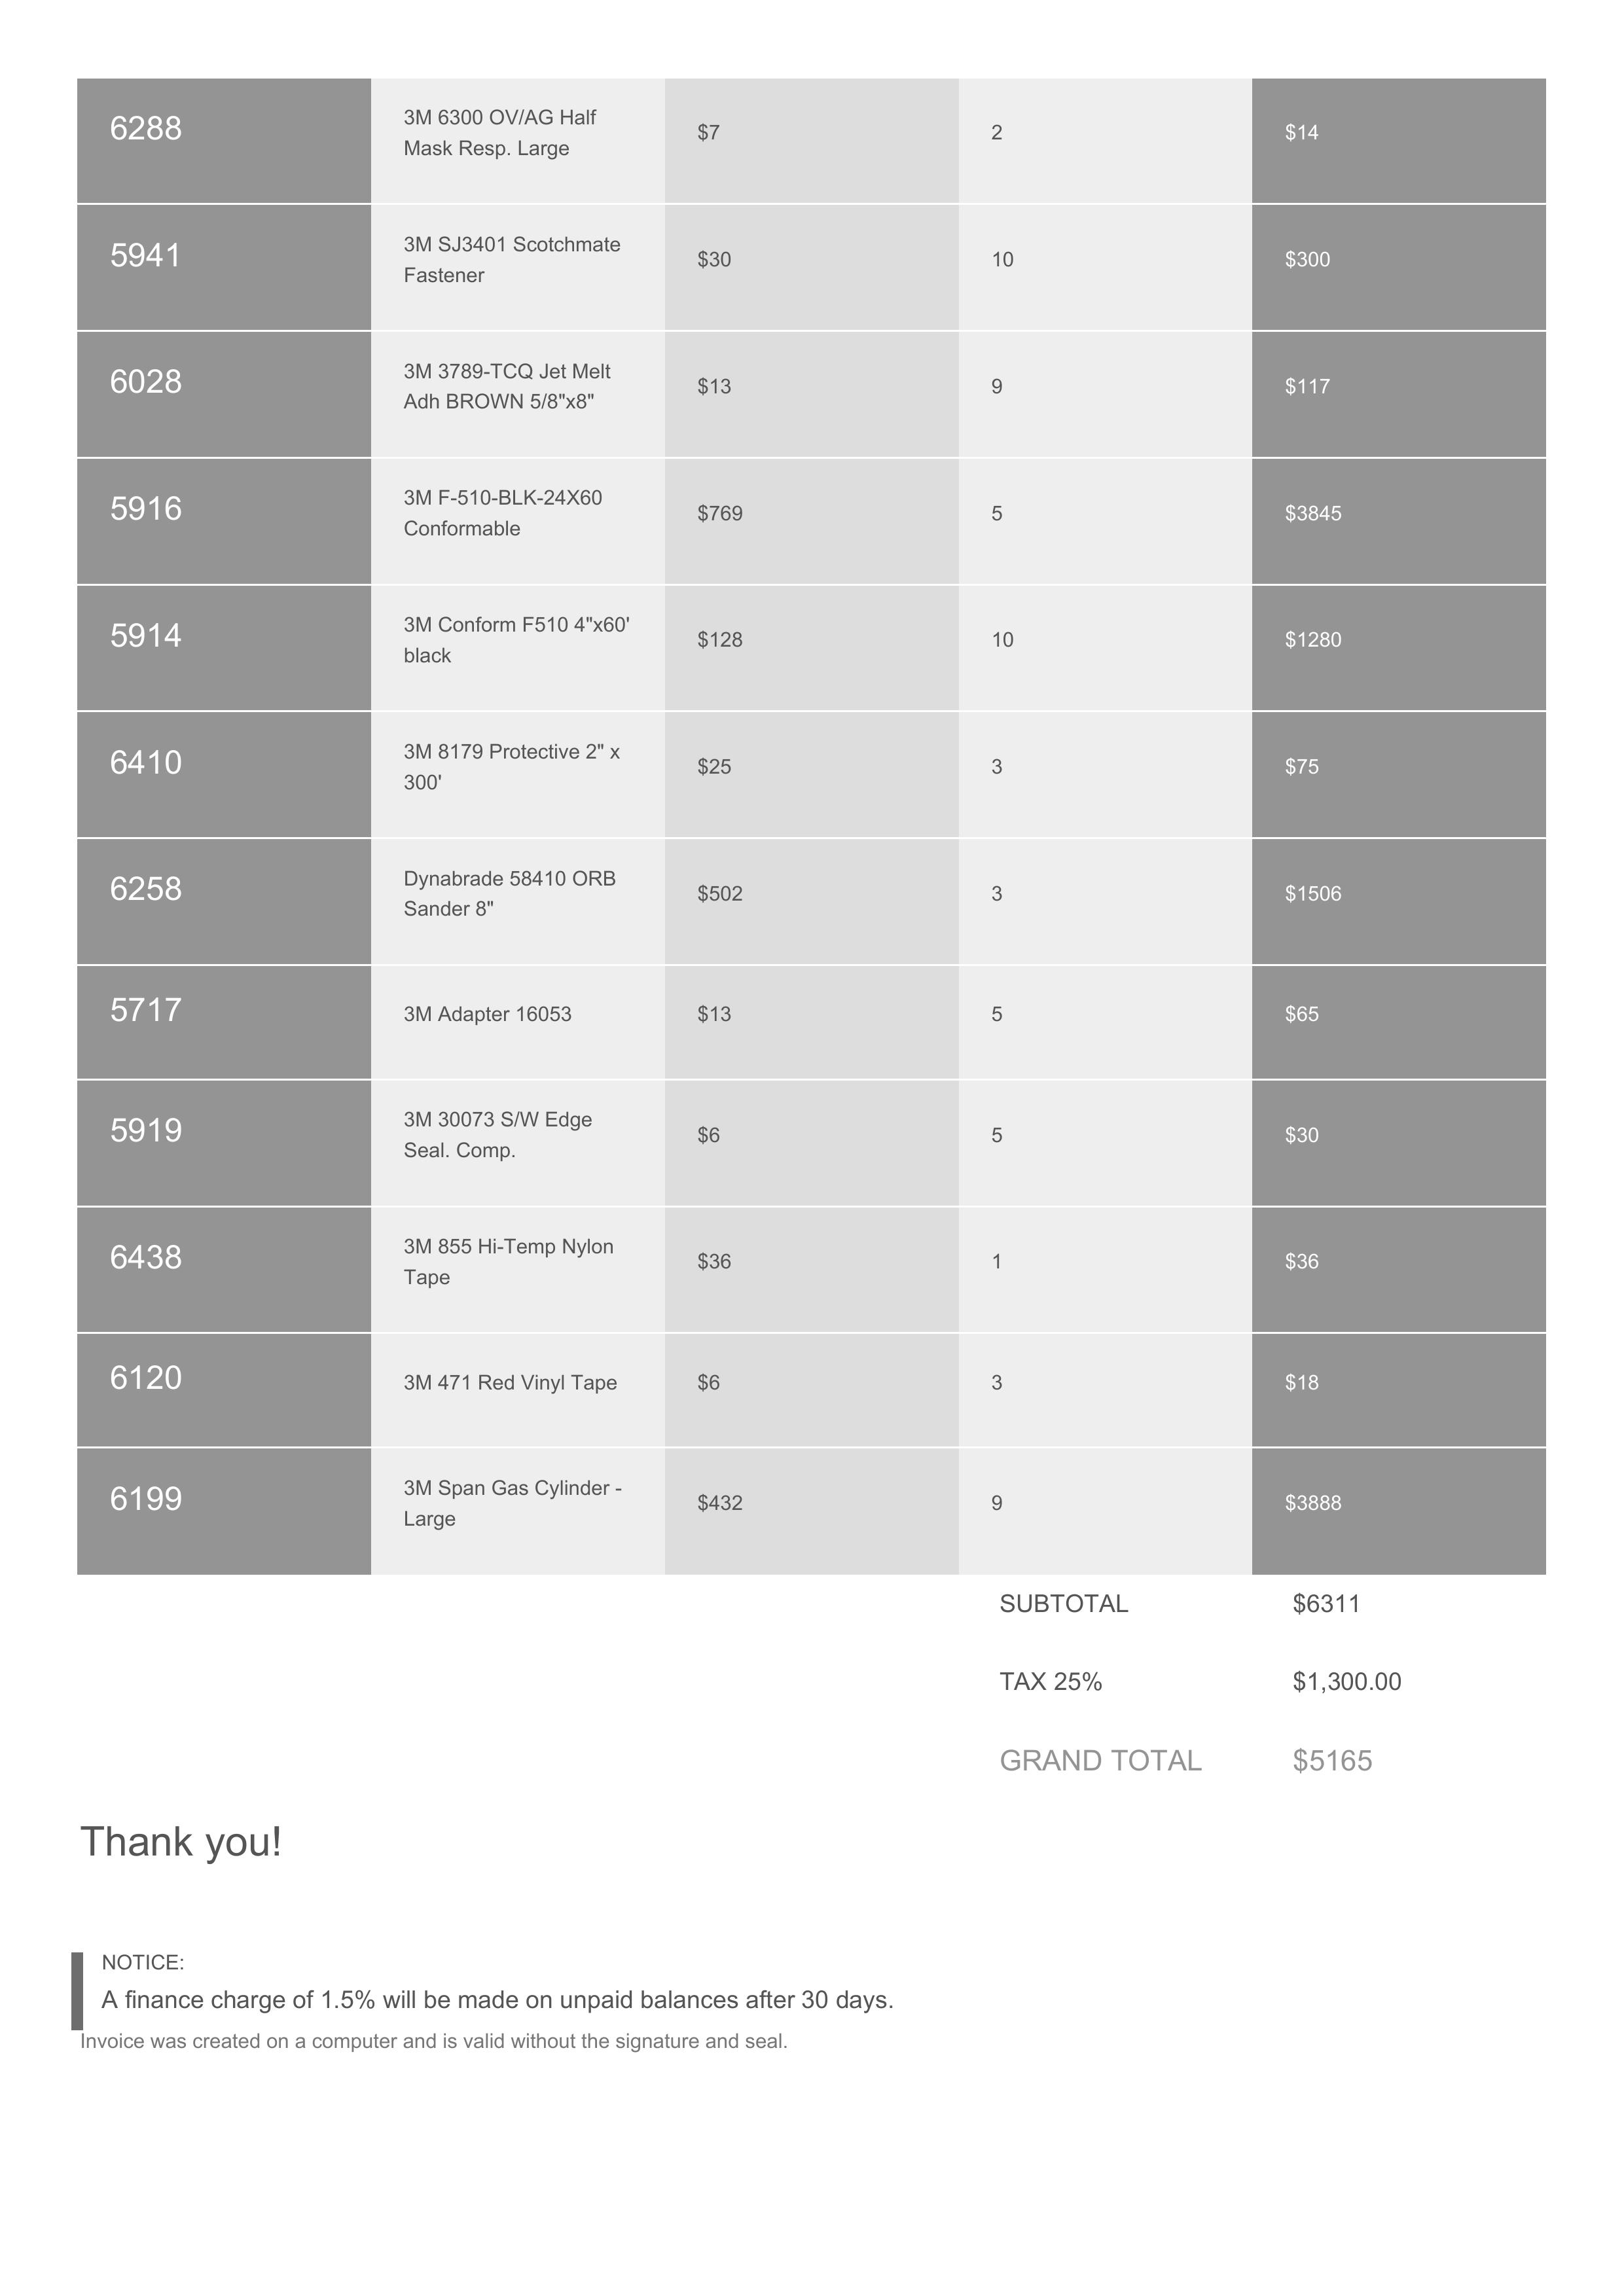 6288 3M 6300 OV/AG Half $7 2 $14
Mask Resp. Large
5941 3M SJ3401 Scotchmate $30 10 $300
Fastener
6028 3M 3789-TCQ Jet Melt $13 9 $117
Adh BROWN 5/8"x8"
5916 3M F-510-BLK-24X60 $769 5 $3845
Conformable
5914 3M Conform F510 4"x60' $128 10 $1280
black
6410 3M 8179 Protective 2" x $25 3 $75
300'
6258 Dynabrade 58410 ORB $502 3 $1506
Sander 8"
5717 3M Adapter 16053 $13 5 $65
5919 3M 30073 S/W Edge $6 5 $30
Seal. Comp.
6438 3M 855 Hi-Temp Nylon $36 1 $36
Tape
6120 3M 471 Red Vinyl Tape $6 3 $18
6199 3M Span Gas Cylinder - $432 9 $3888
Large
SUBTOTAL $6311
TAX 25% $1,300.00
GRAND TOTAL $5165
Thank you!
NOTICE:
A finance charge of 1.5% will be made on unpaid balances after 30 days.
Invoice was created on a computer and is valid without the signature and seal.